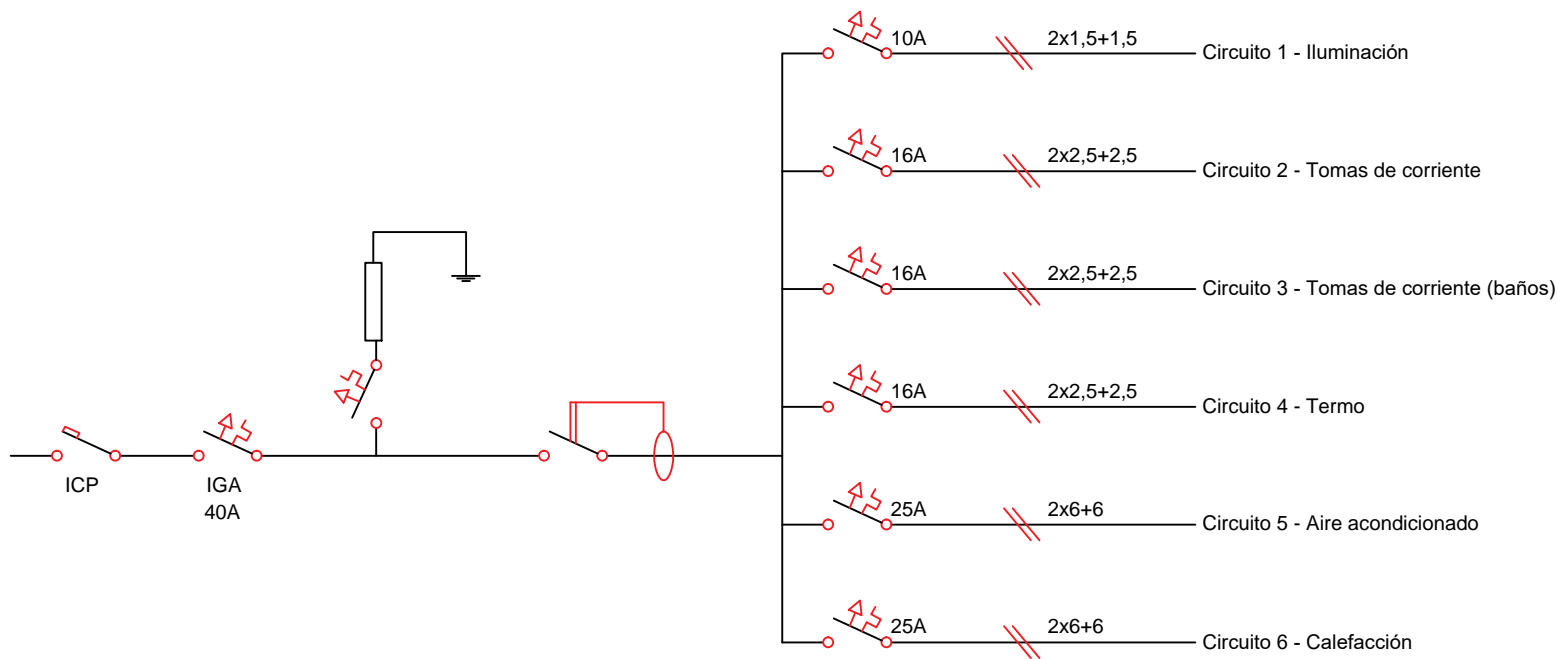 10A
2x1,5+1,5
Circuito 1 - Iluminación
16A
2x2,5+2,5
Circuito 2 - Tomas de corriente
16A
2x2,5+2,5
Circuito 3 - Tomas de corriente (baños)
16A
2x2,5+2,5
Circuito 4 - Termo
ICP
IGA
40A
25A
2x6+6
Circuito 5 - Aire acondicionado
25A
2x6+6
Circuito 6 - Calefacción